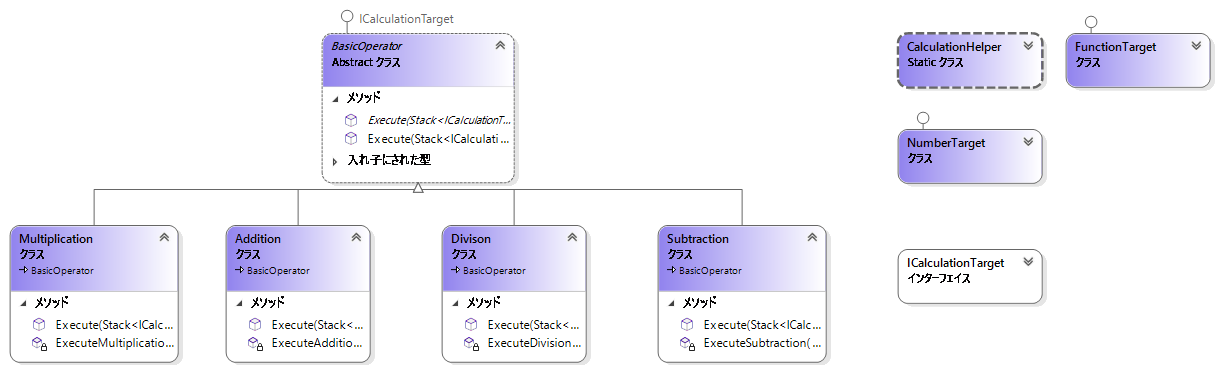 ICalculationTarget
BasicOperator
Abstract クラス
メソッド
Execute(Stack<ICalculationT...
Execute(Stack<ICalculati...
入れ子にされた型
CalculationHelper
Static クラス
FunctionTarget
クラス
NumberTarget
クラス
ICalculationTarget
インターフェイス
Multiplication
クラス
BasicOperator
メソッド
Execute(Stack<ICalc...
ExecuteMultiplicatio...
Addition
クラス
BasicOperator
メソッド
Execute(Stack<...
ExecuteAdditio...
Divison
クラス
BasicOperator
メソッド
Execute(Stack<...
ExecuteDivision...
Subtraction
クラス
BasicOperator
メソッド
Execute(Stack<ICalc...
ExecuteSubtraction( ...